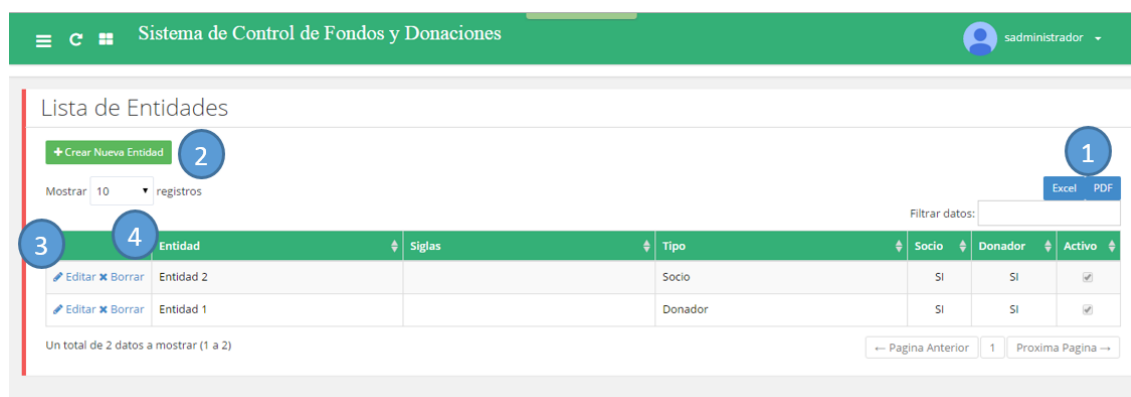 Sistema de Control de Fondos y Donaciones
sadministrador
Lista de Entidades
Crear Nueva Entidad
2
1
Mostrar 10 registros
Excel PDF
Filtrar datos:
3
4
Entidad Siglas Tipo Socio Donador Activo
Editar Borrar Entidad 2 Socio SI SI
Editar Borrar Entidad 1 Donador SI SI
Un total de 2 datos a mostrar (1 a 2)
← Pagina Anterior 1 Proxima Pagina →